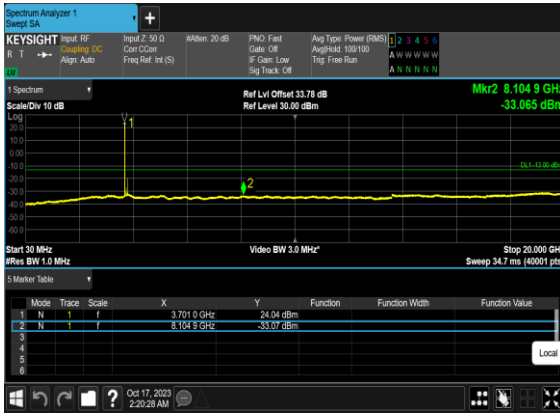 Spectrum Analyzer 1
Swept SA
KEYSIGHT
R T
Input: RF
Coupling: DC
Align: Auto
Input Z: 50 Ω
Corr CCorr
Freq Ref: Int (S)
#Atten: 20 dB
PNO: Fast
Gate: Off
IF Gain: Low
Sig Track: Off
Avg Type: Power (RMS)
Avg|Hold: 100/100
Trig: Free Run
1 2 3 4 5 6
A W W W W W
A N N N N N
1 Spectrum
Scale/Div 10 dB
Ref Lvl Offset 33.78 dB
Ref Level 30.00 dBm
Mkr2 8.104 9 GHz
-33.065 dBm
Log
20.0
10.0
0.00
-10.0
-20.0
-30.0
-40.0
-50.0
-60.0
1
2
DL1 -13.00 dBm
Start 30 MHz
#Res BW 1.0 MHz
Video BW 3.0 MHz*
Stop 20.000 GH
Sweep 34.7 ms (40001 pts
5 Marker Table
Mode Trace Scale X Y Function Function Width Function Value
1 N 1 f 3.701 0 GHz 24.04 dBm
2 N 1 f 8.104 9 GHz -33.07 dBm
3
4
5
6
Local
?
Oct 17, 2023
2:20:28 AM